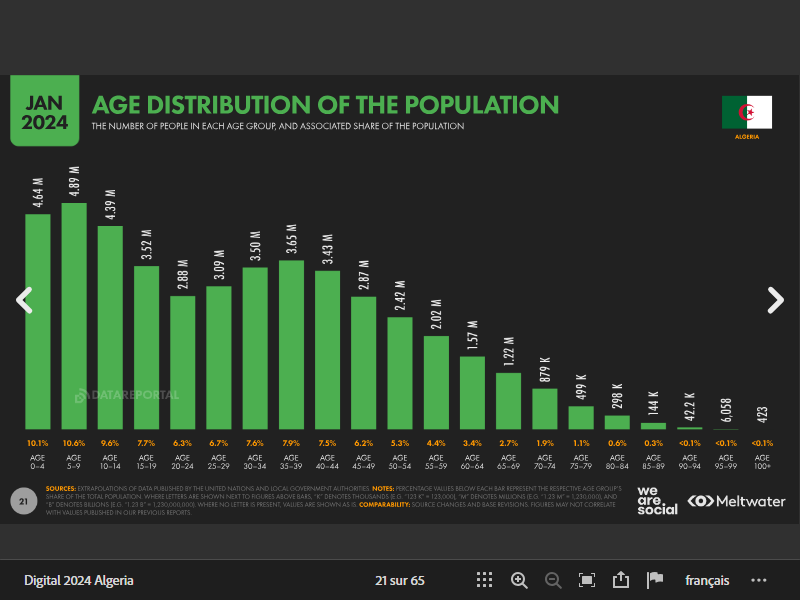 JAN
2024
AGE DISTRIBUTION OF THE POPULATION
THE NUMBER OF PEOPLE IN EACH AGE GROUP, AND ASSOCIATED SHARE OF THE POPULATION
ALGERIA
4.64 M 4.89 M 4.39 M 3.52 M 2.88 M 3.09 M 3.50 M 3.65 M 3.43 M 2.87 M 2.42 M 2.02 M 1.57 M 1.22 M 879 K 499 K 298 K 144 K 42.2 K 6,058 423
DATAREPORTAL
10.1% 10.6% 9.6% 7.7% 6.3% 6.7% 7.6% 7.9% 7.5% 6.2% 5.3% 4.4% 3.4% 2.7% 1.9% 1.1% 0.6% 0.3% <0.1% <0.1% <0.1%
AGE AGE AGE AGE AGE AGE AGE AGE AGE AGE AGE AGE AGE AGE AGE AGE AGE AGE AGE AGE AGE
0–4 5–9 10–14 15–19 20–24 25–29 30–34 35–39 40–44 45–49 50–54 55–59 60–64 65–69 70–74 75–79 80–84 85–89 90–94 95–99 100+
21
SOURCES: EXTRAPOLATIONS OF DATA PUBLISHED BY THE UNITED NATIONS AND LOCAL GOVERNMENT AUTHORITIES. NOTES: PERCENTAGE VALUES BELOW EACH BAR REPRESENT THE RESPECTIVE AGE GROUP'S
SHARE OF THE TOTAL POPULATION. WHERE LETTERS ARE SHOWN NEXT TO FIGURES ABOVE BARS, "K" DENOTES THOUSANDS (E.G. "123 K" = 123,000), "M" DENOTES MILLIONS (E.G. "1.23 M" = 1,230,000), AND
"B" DENOTES BILLIONS (E.G. "1.23 B" = 1,230,000,000). WHERE NO LETTER IS PRESENT, VALUES ARE SHOWN AS IS. COMPARABILITY: SOURCE CHANGES AND BASE REVISIONS. FIGURES MAY NOT CORRELATE
WITH VALUES PUBLISHED IN OUR PREVIOUS REPORTS.
we
are.
social
Meltwater
Digital 2024 Algeria
21 sur 65
français